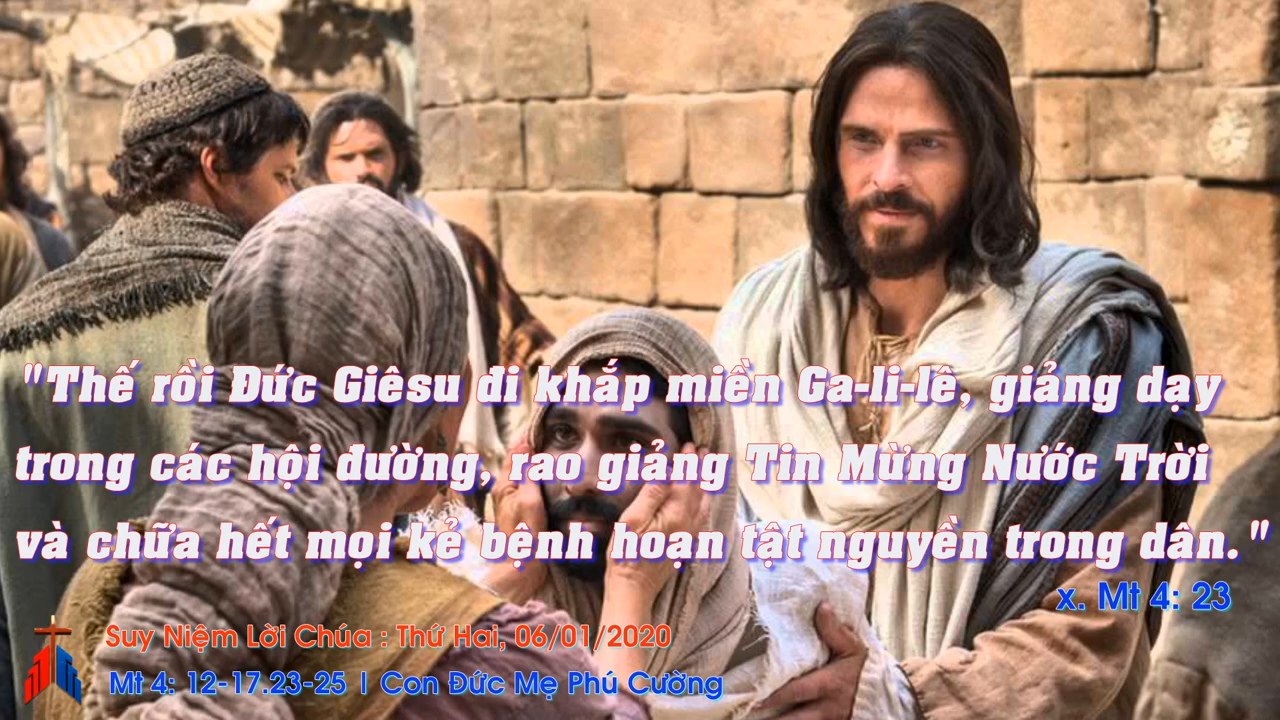 "Thế rồi Đức Giêsu đi khắp miền Ga-li-lê, giảng dạy
trong các hội đường, rao giảng Tin Mừng Nước Trời
và chữa hết mọi kẻ bệnh hoạn tật nguyền trong dân."
x. Mt 4: 23
Suy Niệm Lời Chúa : Thứ Hai, 06/01/2020
Mt 4: 12-17.23-25 | Con Đức Mẹ Phú Cường